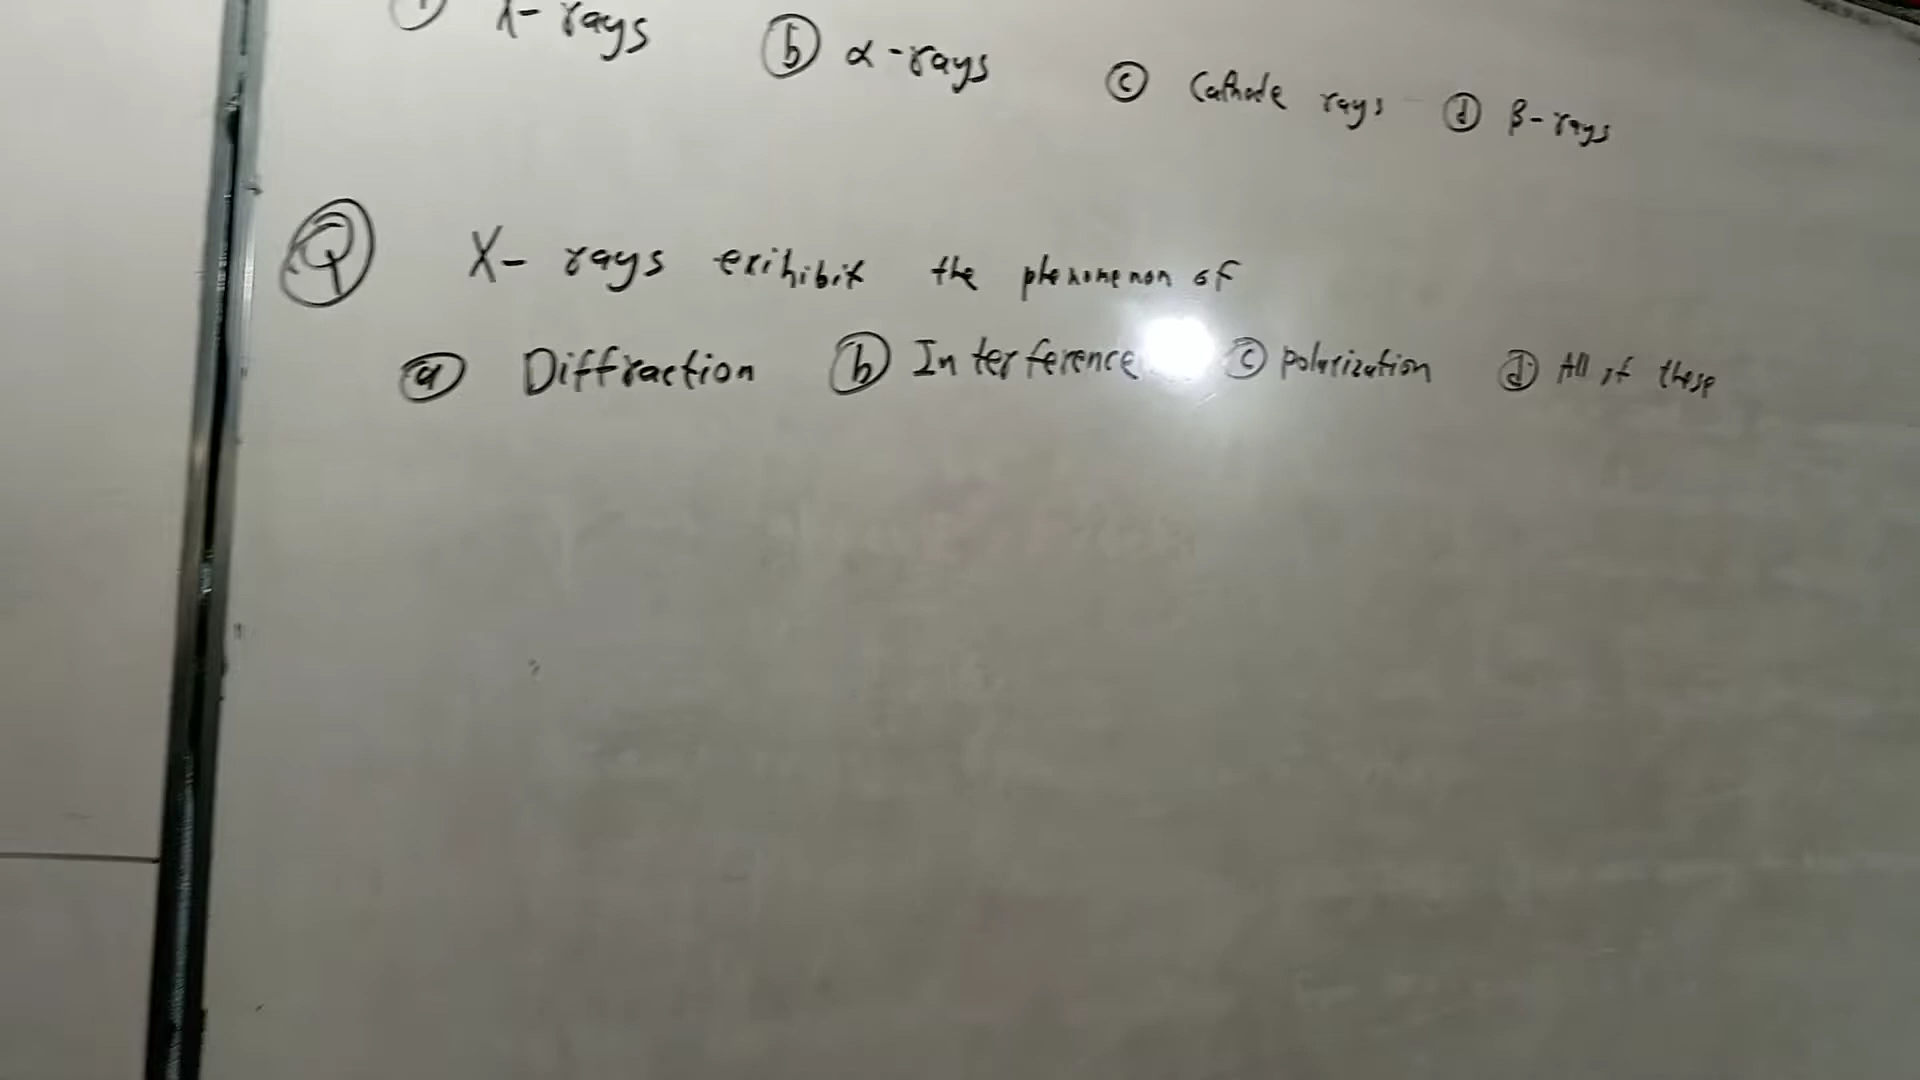 X-rays ⓑ α-rays ⓒ Cathode rays ⓓ β-rays
Ⓠ X-rays exihibit the phenomenon of
ⓐ Diffraction ⓑ Interference ⓒ polarization ⓓ All of these